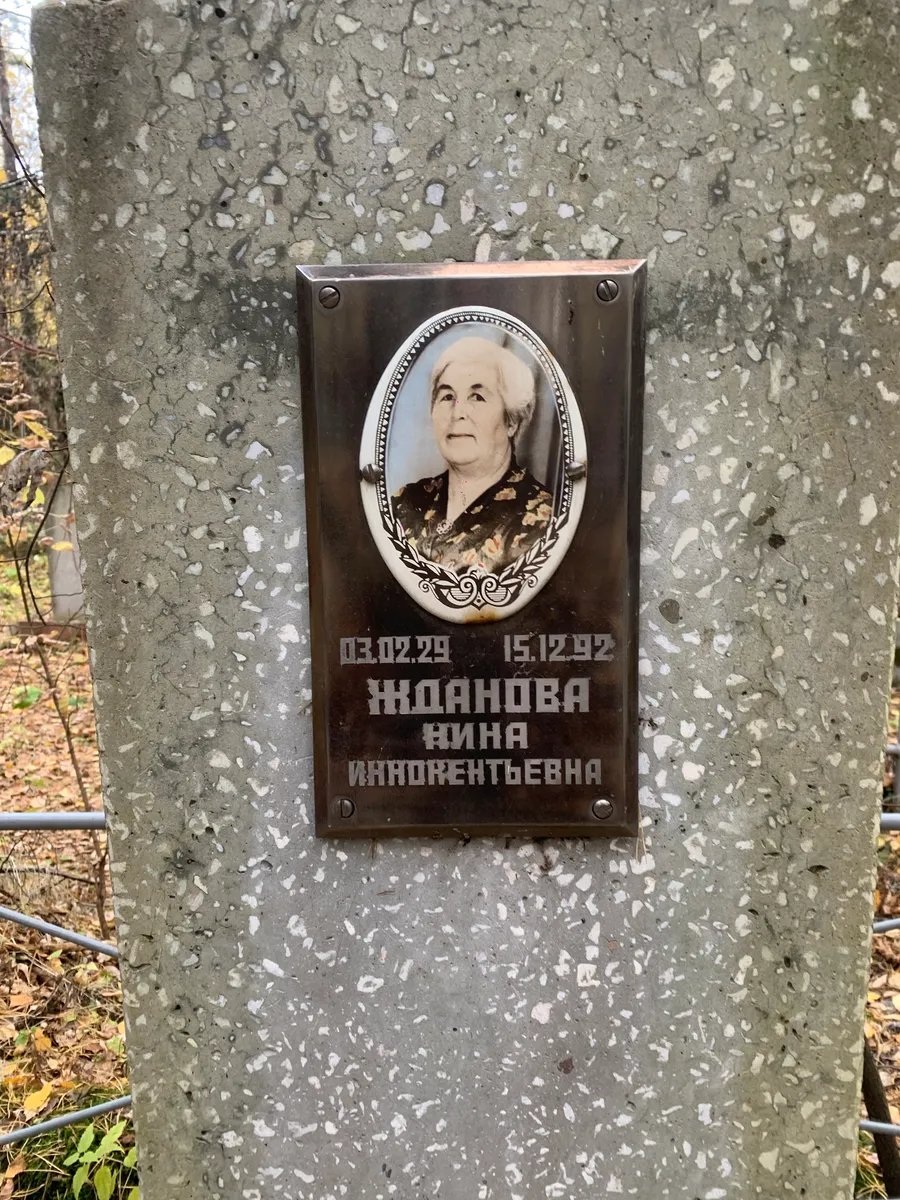 03.02.29 15.12.92
ЖДАНОВА
НИНА
ИННОКЕНТЬЕВНА